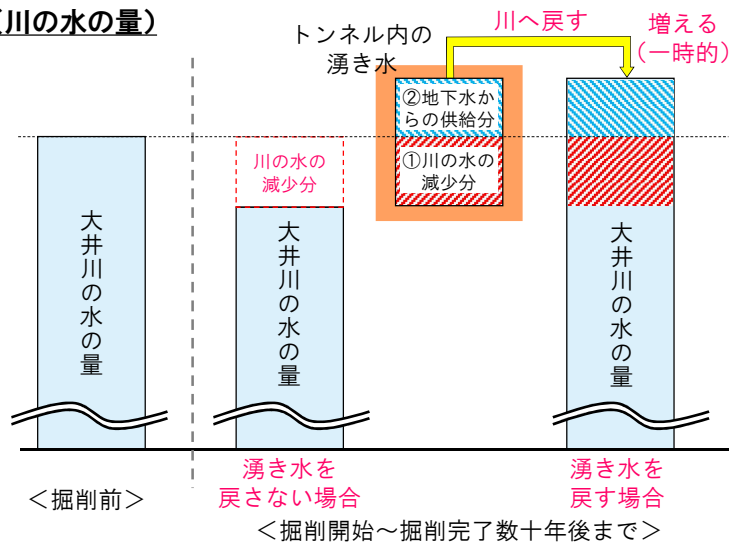 （川の水の量）
トンネル内の
湧き水
川へ戻す
増える
（一時的）
②地下水か
らの供給分
①川の水の
減少分
川の水の
減少分
大井川の水の量
大井川の水の量
大井川の水の量
＜掘削前＞
湧き水を
戻さない場合
湧き水を
戻す場合
＜掘削開始～掘削完了数十年後まで＞